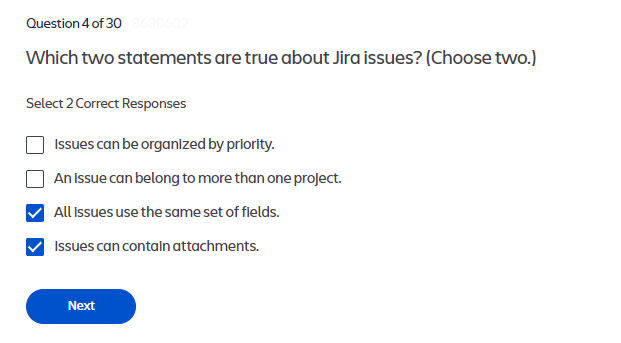 Question 4 of 30
Which two statements are true about Jira issues? (Choose two.)
Select 2 Correct Responses
Issues can be organized by priority.
An issue can belong to more than one project.
All issues use the same set of fields.
Issues can contain attachments.
Next